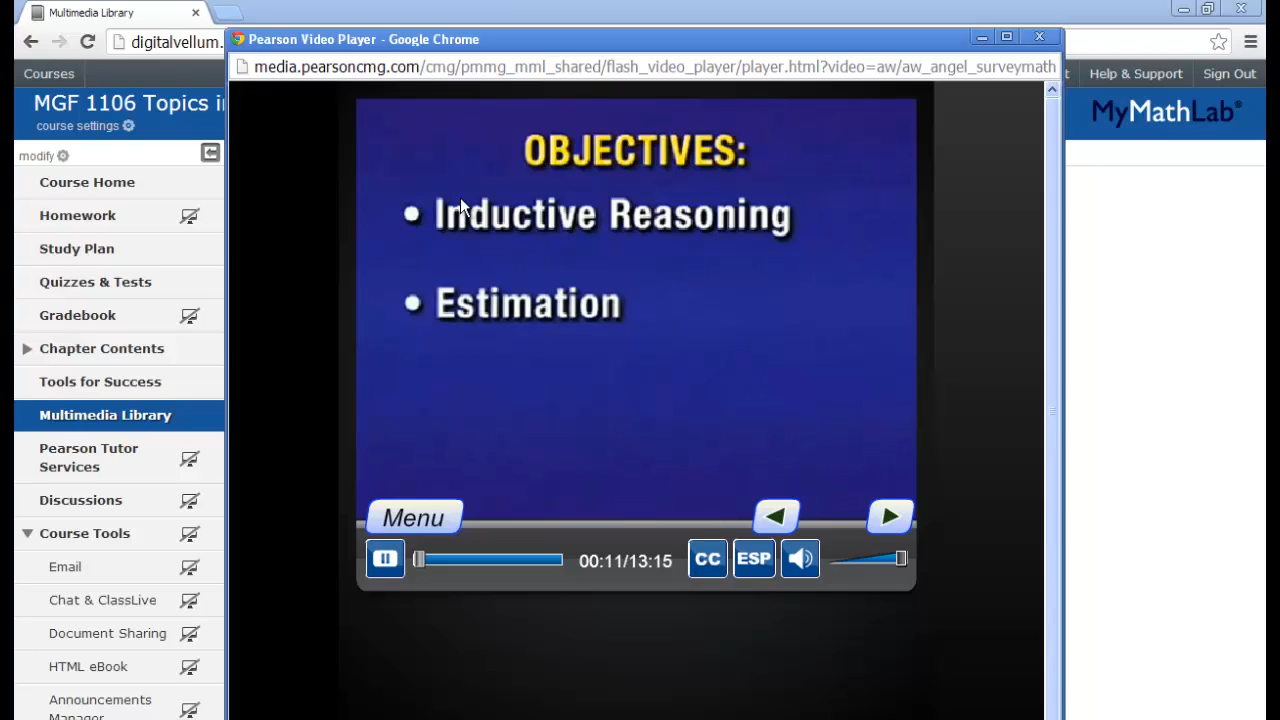 Multimedia Library
digitalvellum.
Pearson Video Player - Google Chrome
media.pearsoncmg.com/cmg/pmmg_mml_shared/flash_video_player/player.html?video=aw/aw_angel_surveymath
Courses
Help & Support
Sign Out
MGF 1106 Topics i
course settings
MyMathLab®
modify
Course Home
Homework
Study Plan
Quizzes & Tests
Gradebook
Chapter Contents
Tools for Success
Multimedia Library
Pearson Tutor
Services
Discussions
Course Tools
Email
Chat & ClassLive
Document Sharing
HTML eBook
Announcements
Manager
OBJECTIVES:
• Inductive Reasoning
• Estimation
Menu
00:11/13:15
CC
ESP